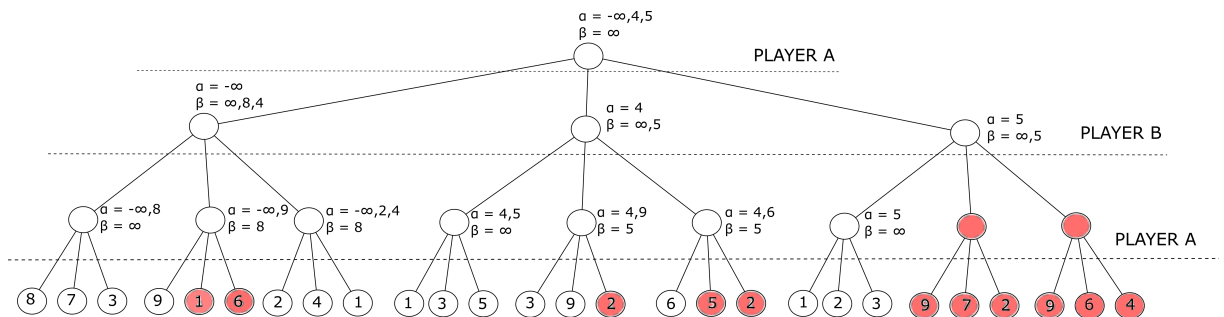 α = -∞,4,5
β = ∞
PLAYER A
α = -∞
β = ∞,8,4
α = 4
β = ∞,5
α = 5
β = ∞,5
PLAYER B
α = -∞,8
β = ∞
α = -∞,9
β = 8
α = -∞,2,4
β = 8
α = 4,5
β = ∞
α = 4,9
β = 5
α = 4,6
β = 5
α = 5
β = ∞
PLAYER A
8 7 3 9 1 6 2 4 1 1 3 5 3 9 2 6 5 2 1 2 3 9 7 2 9 6 4